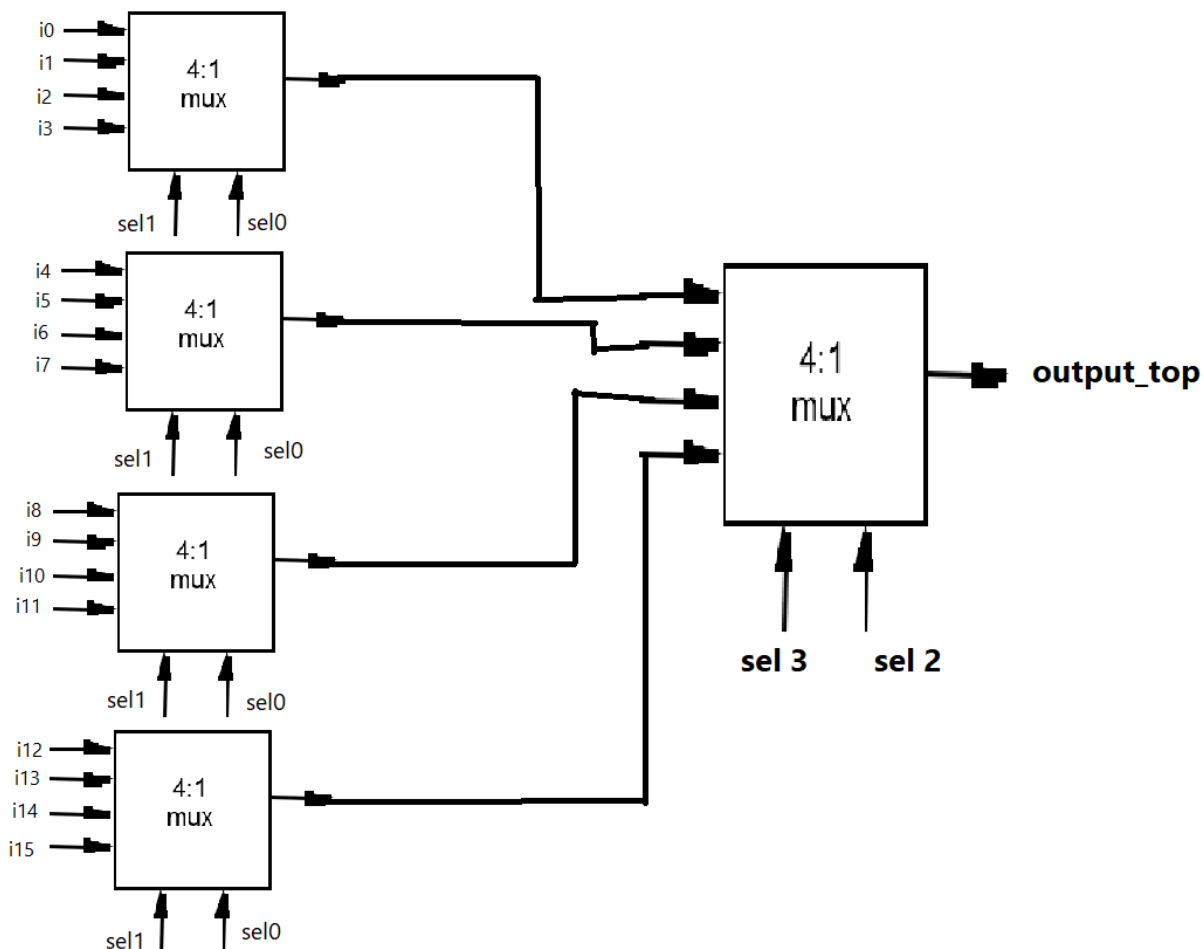 i0
i1
i2
i3
4:1
mux
sel1
sel0
i4
i5
i6
i7
4:1
mux
sel1
sel0
i8
i9
i10
i11
4:1
mux
sel1
sel0
i12
i13
i14
i15
4:1
mux
sel1
sel0
4:1
mux
sel 3
sel 2
output_top